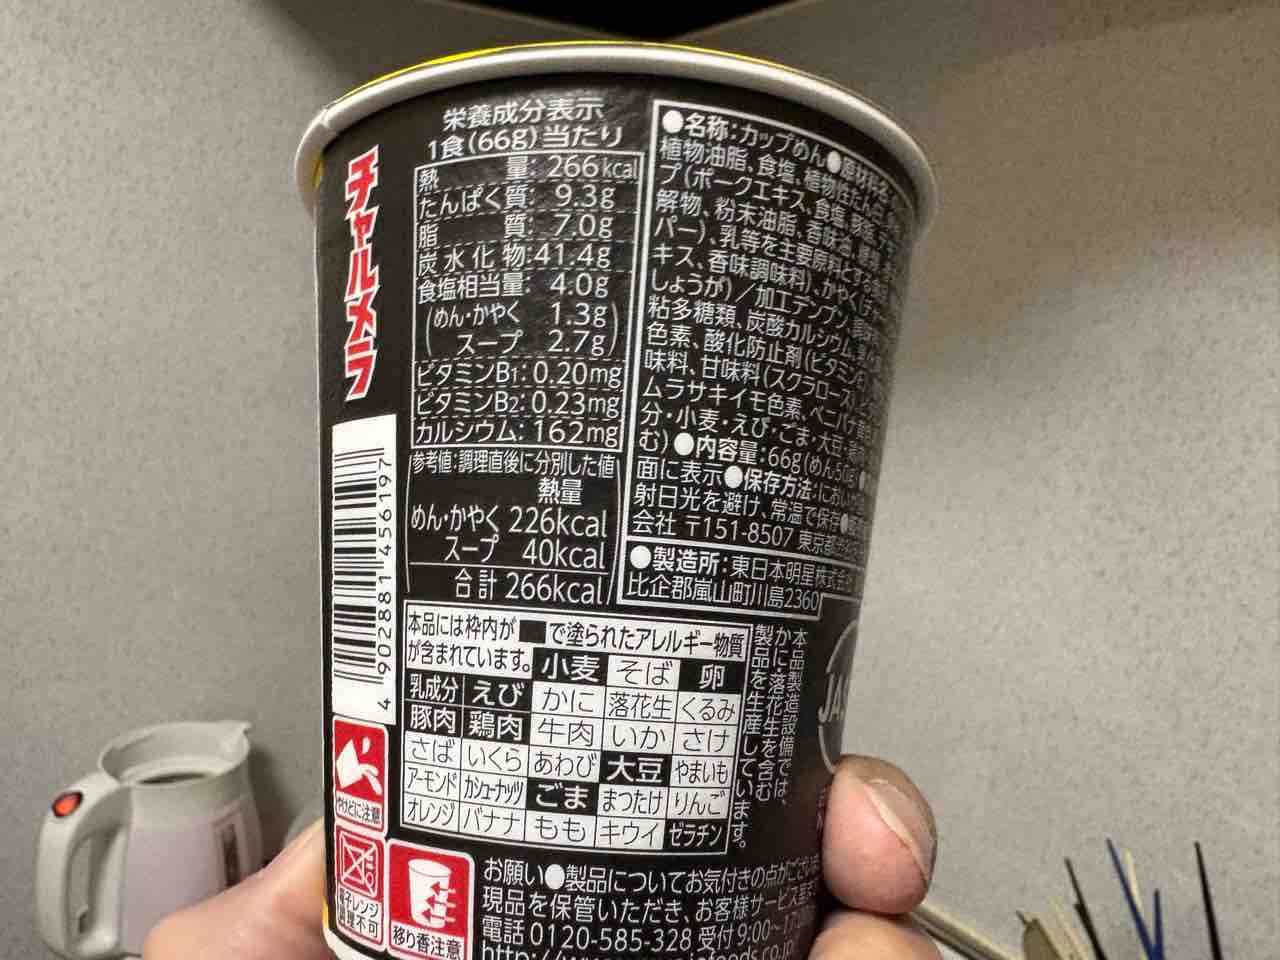 チャルメラ
栄養成分表示
1食(66g)当たり
熱量: 266kcal
たんぱく質: 9.3g
脂質: 7.0g
炭水化物: 41.4g
食塩相当量: 4.0g
(めん・かやく 1.3g
スープ 2.7g)
ビタミンB1: 0.20mg
ビタミンB2: 0.23mg
カルシウム: 162mg
参考値:調理直後に分別した値
熱量
めん・かやく 226kcal
スープ 40kcal
合計 266kcal
●名称:カップめん●原材料名:
植物油脂、食塩、植物性たん白、
プ(ポークエキス、食塩、豚脂、
解物、粉末油脂、香味油、
パー)、乳等を主要原料とする
キス、香味調味料)、かやく(
しょうが)/加工デンプン、
粘多糖類、炭酸カルシウム、
色素、酸化防止剤(ビタミンE)、
味料、甘味料(スクラロース
ムラサキイモ色素、ベニバナ
分・小麦・えび・ごま・大豆・
む)●内容量:66g(めん50g)●
面に表示●保存方法:におい
射日光を避け、常温で保存●
会社 〒151-8507 東京都
●製造所:東日本明星株式会社
比企郡嵐山町川島2360
本品には枠内が■で塗られたアレルギー物質
が含まれています。 小麦 そば 卵
乳成分 えび かに 落花生 くるみ
豚肉 鶏肉 牛肉 いか さけ
さば いくら あわび 大豆 やまいも
アーモンド カシューナッツ ごま まつたけ りんご
オレンジ バナナ もも キウイ ゼラチン
本品製造設備では、
かに・落花生を含む
製品を生産しています。
4 902881 456197
やけどに注意
電子レンジ
調理不可
移り香注意
お願い●製品についてお気付きの点がござい
現品を保管いただき、お客様サービス室
電話 0120-585-328 受付 9:00~17
JA